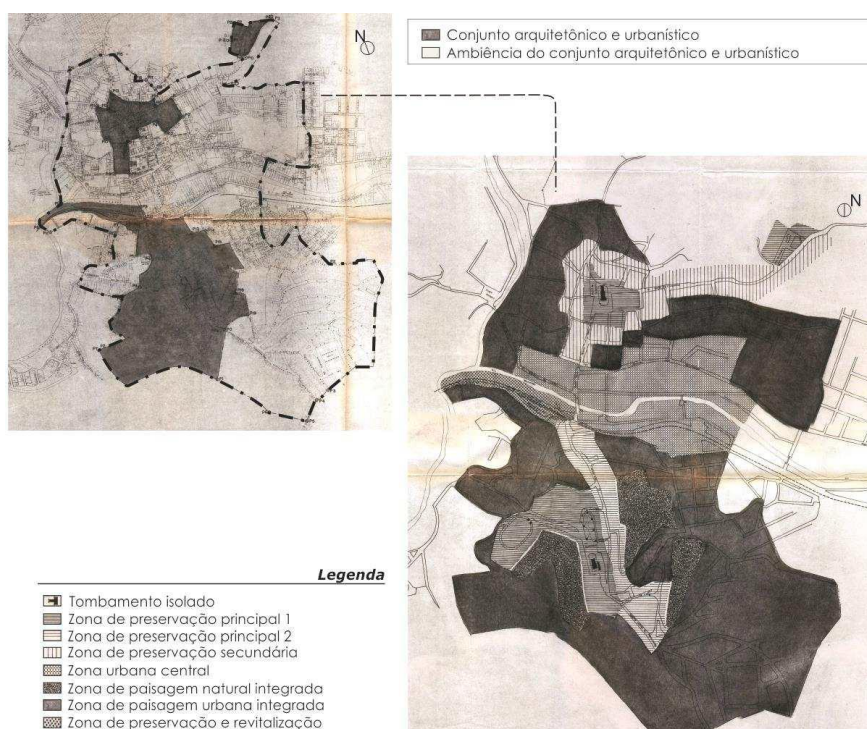 N
Conjunto arquitetônico e urbanístico
Ambiência do conjunto arquitetônico e urbanístico
N
Legenda
Tombamento isolado
Zona de preservação principal 1
Zona de preservação principal 2
Zona de preservação secundária
Zona urbana central
Zona de paisagem natural integrada
Zona de paisagem urbana integrada
Zona de preservação e revitalização